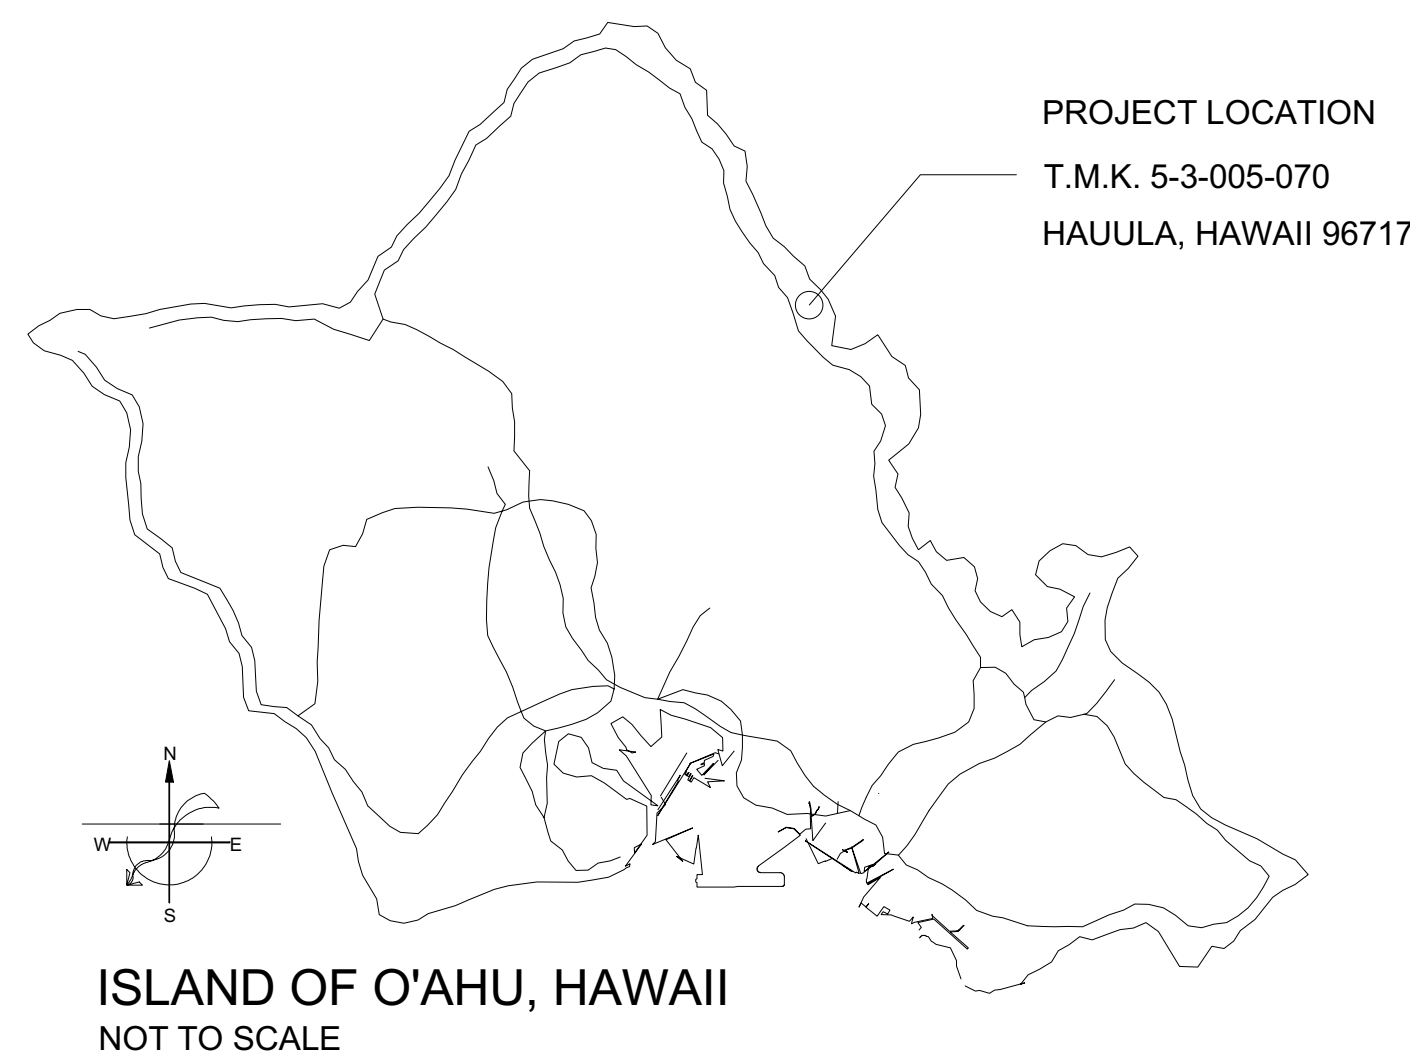 PROJECT LOCATION
T.M.K. 5-3-005-070
HAUULA, HAWAII 96717
N
W
E
S
ISLAND OF O'AHU, HAWAII
NOT TO SCALE